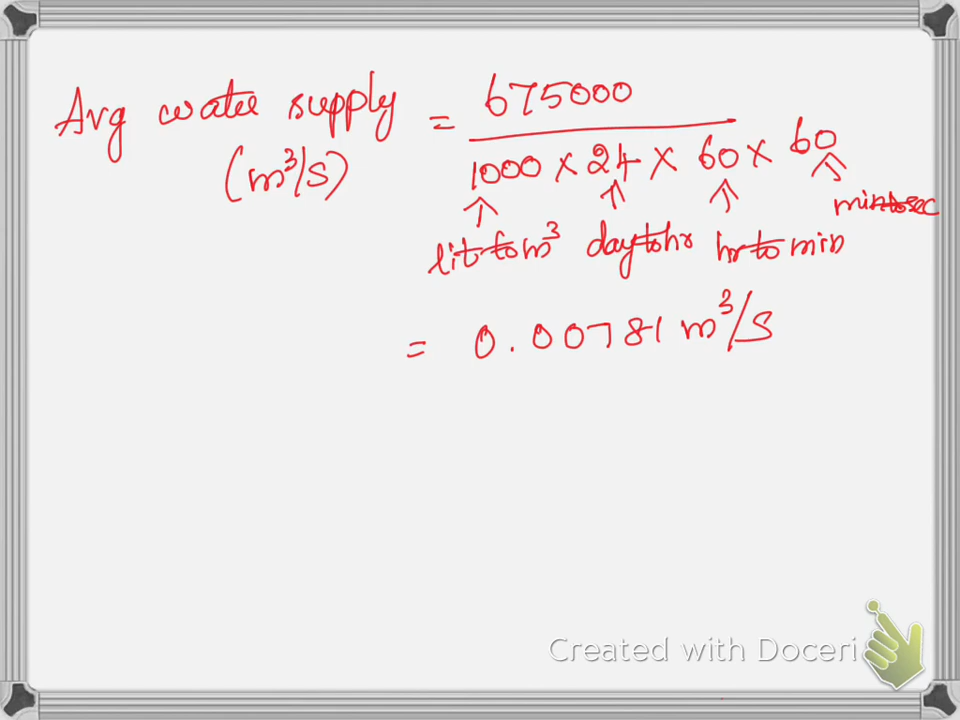 Avg water supply = 675000
(m³/s) 1000 × 24 × 60 × 60
lit to m³ day to hr hr to min min to sec
= 0.00781 m³/s
Created with Doceri